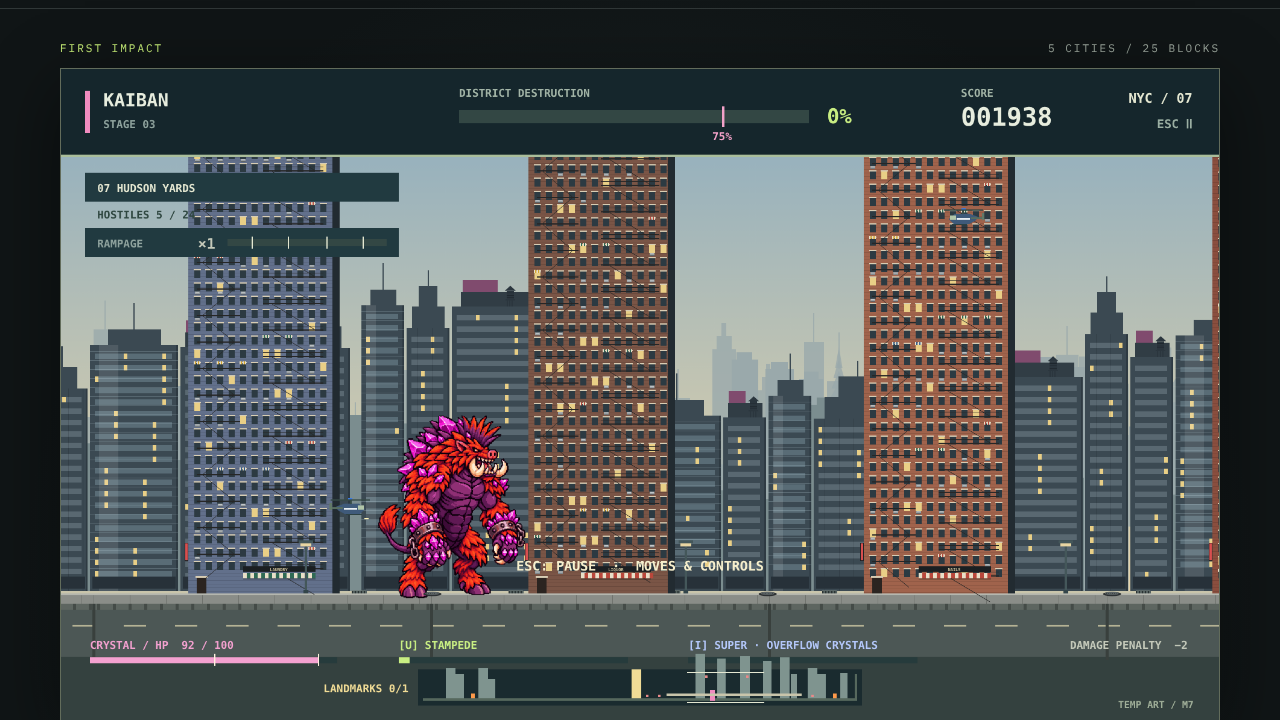 FIRST IMPACT
5 CITIES / 25 BLOCKS
KAIBAN
STAGE 03
DISTRICT DESTRUCTION
0%
75%
SCORE
001938
NYC / 07
ESC II
07 HUDSON YARDS
HOSTILES 5 / 24
RAMPAGE ×1
LAUNDRY
ESC: PAUSE · MOVES & CONTROLS
CRYSTAL / HP 92 / 100
[U] STAMPEDE
[I] SUPER · OVERFLOW CRYSTALS
DAMAGE PENALTY −2
LANDMARKS 0/1
TEMP ART / M7